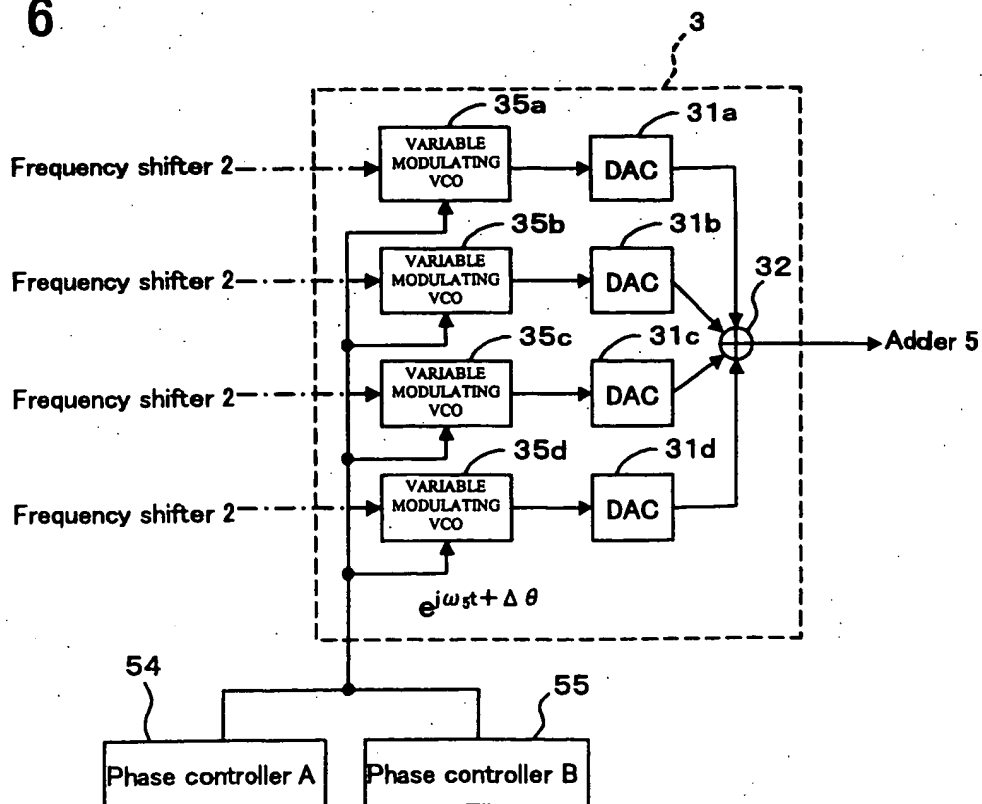 6
3
35a
31a
Frequency shifter 2
VARIABLE
MODULATING
VCO
DAC
35b
31b
Frequency shifter 2
VARIABLE
MODULATING
VCO
DAC
32
35c
31c
Adder 5
Frequency shifter 2
VARIABLE
MODULATING
VCO
DAC
35d
31d
Frequency shifter 2
VARIABLE
MODULATING
VCO
DAC
e^{jω₅t+Δθ}
54
55
Phase controller A
Phase controller B